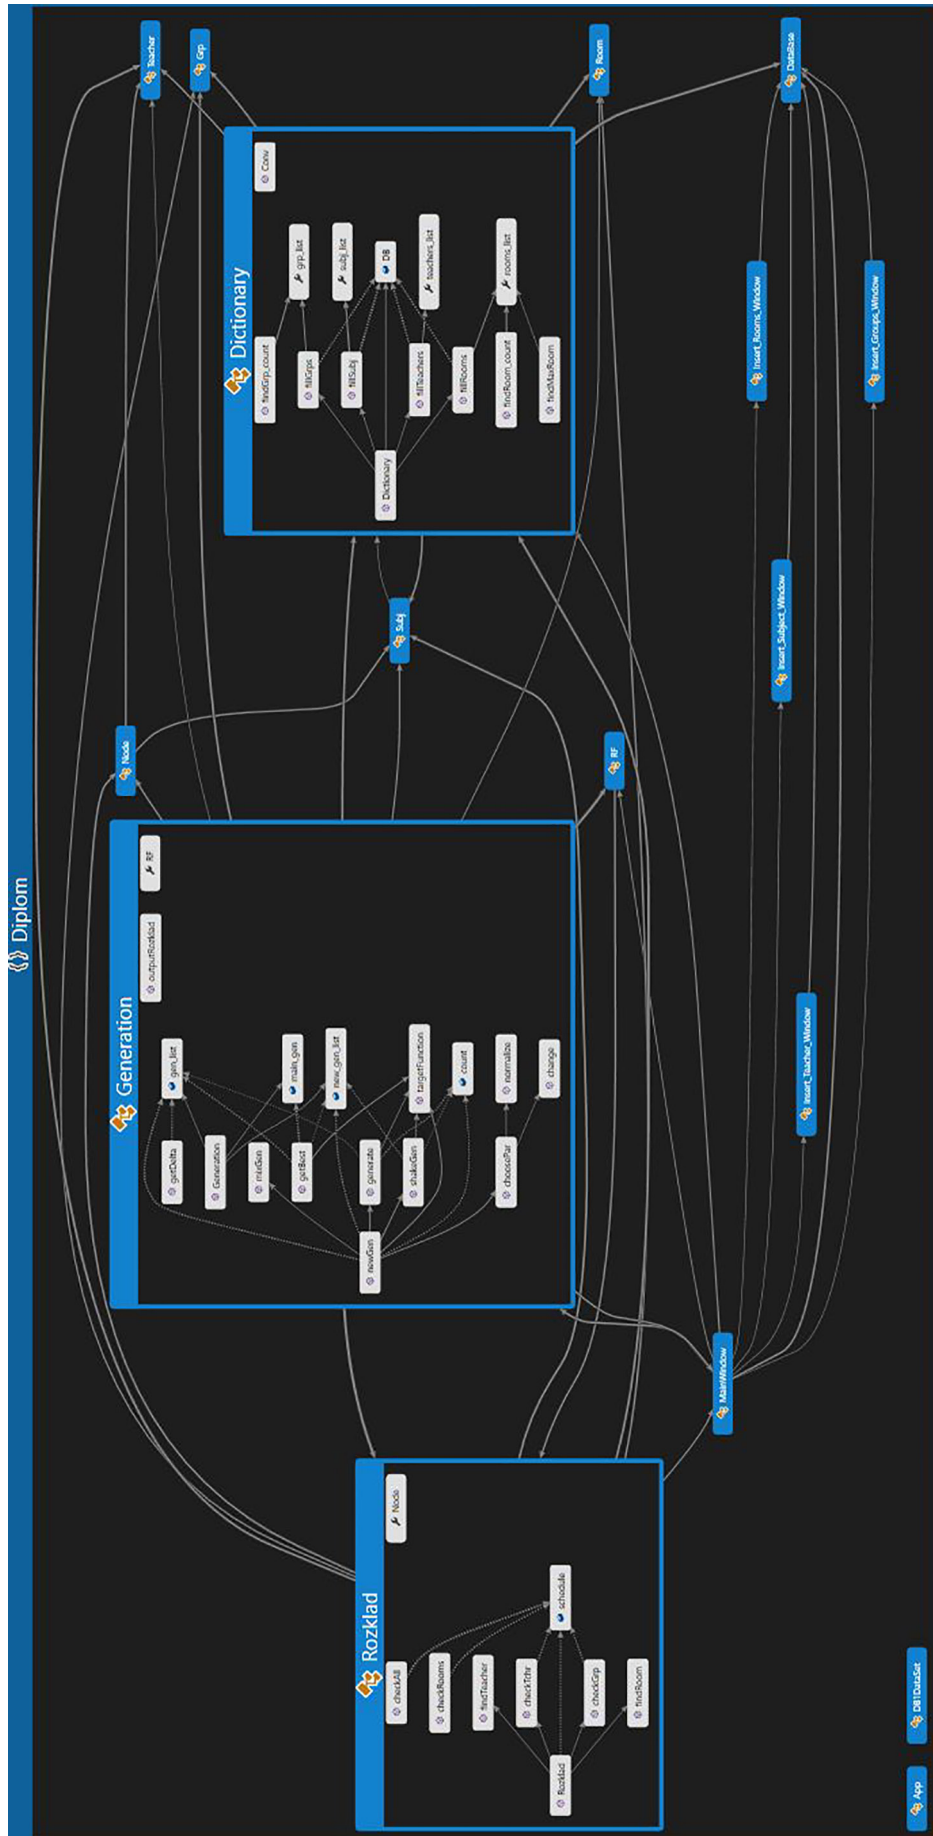 {} Diplom
Rozklad
checkAll
checkRooms
findTeacher
checkTchr
checkGrp
findRoom
Rozklad
schedule
Node
Generation
newGen
getDelta
Generation
mixGen
getBest
generate
shakeGen
choosePar
gen_list
main_gen
new_gen_list
targetFunction
count
normalize
change
outputRozklad
RF
MainWindow
Node
Subj
RF
Dictionary
Dictionary
findGrp_count
fillGrps
fillSubj
fillTeachers
fillRooms
findRoom_count
findMaxRoom
grp_list
subj_list
DB
teachers_list
rooms_list
Conv
Insert_Teacher_Window
Insert_Subject_Window
Insert_Rooms_Window
Insert_Groups_Window
Teacher
Grp
Room
DataBase
App
DB1DataSet